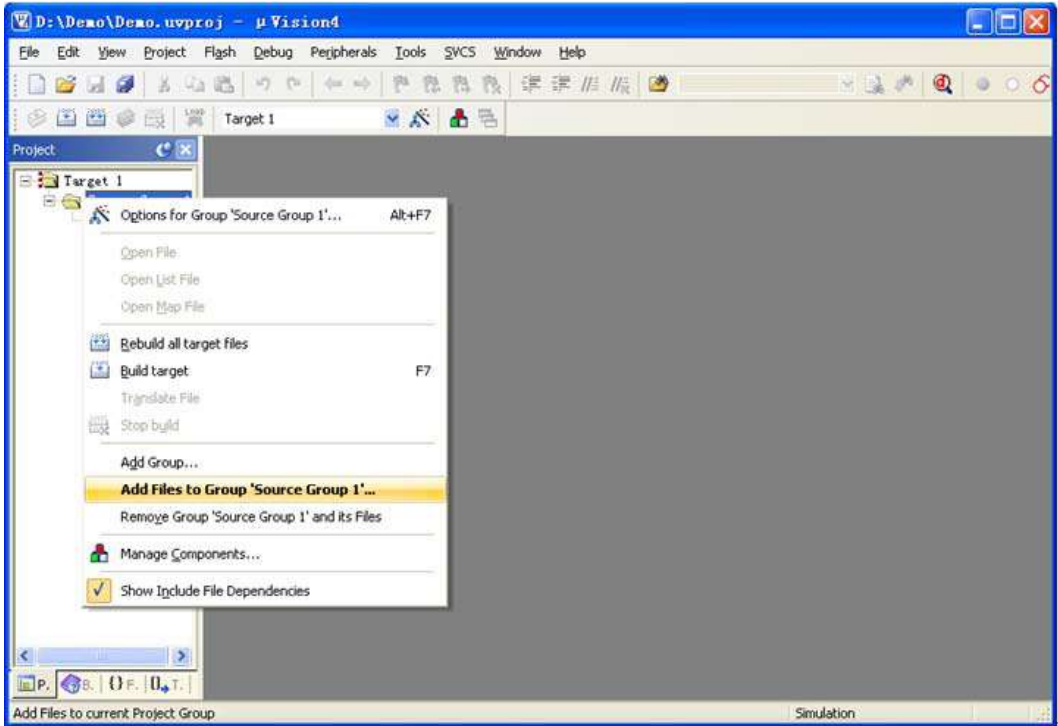 D:\Demo\Demo.uvproj - µVision4
File Edit View Project Flash Debug Peripherals Tools SVCS Window Help
Target 1
Project
Target 1
Options for Group 'Source Group 1'... Alt+F7
Open File
Open List File
Open Map File
Rebuild all target files
Build target F7
Translate File
Stop build
Add Group...
Add Files to Group 'Source Group 1'...
Remove Group 'Source Group 1' and its Files
Manage Components...
Show Include File Dependencies
P. B. {} F. 0 T.
Add Files to current Project Group Simulation